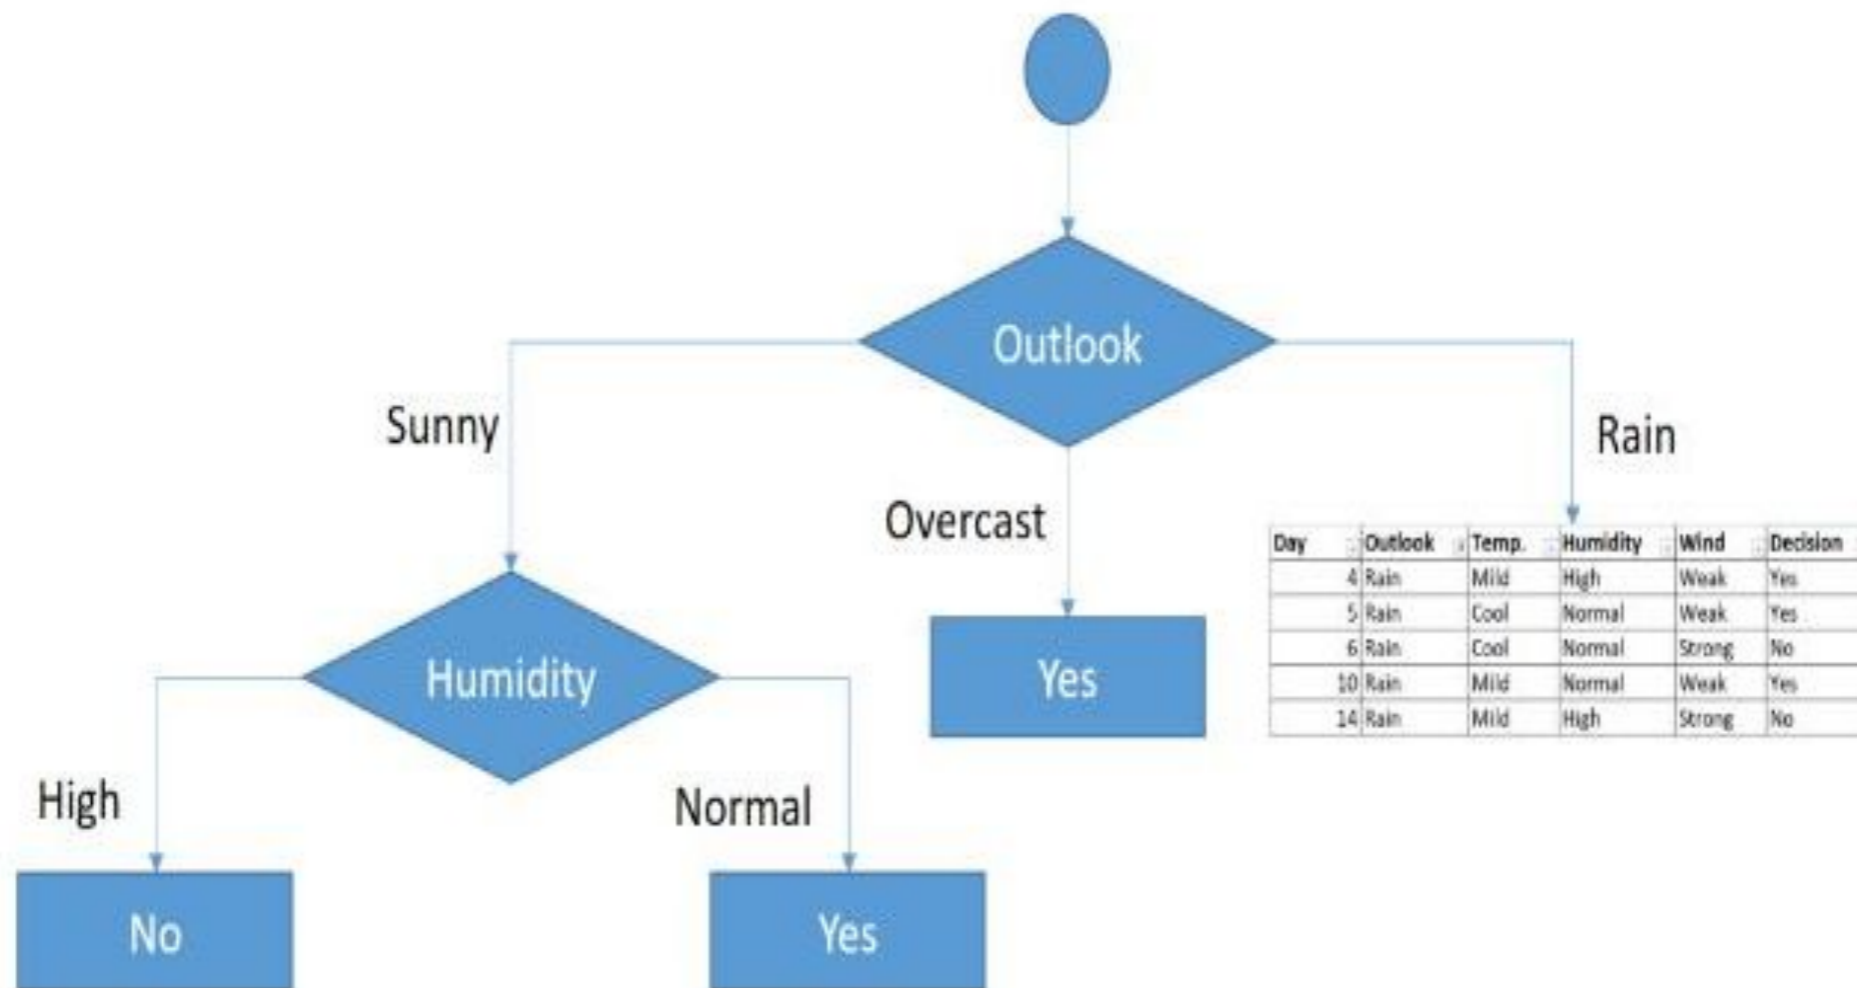 Outlook
Sunny
Rain
Overcast
Day Outlook Temp. Humidity Wind Decision
4 Rain Mild High Weak Yes
5 Rain Cool Normal Weak Yes
6 Rain Cool Normal Strong No
10 Rain Mild Normal Weak Yes
14 Rain Mild High Strong No
Humidity
Yes
High
Normal
No
Yes